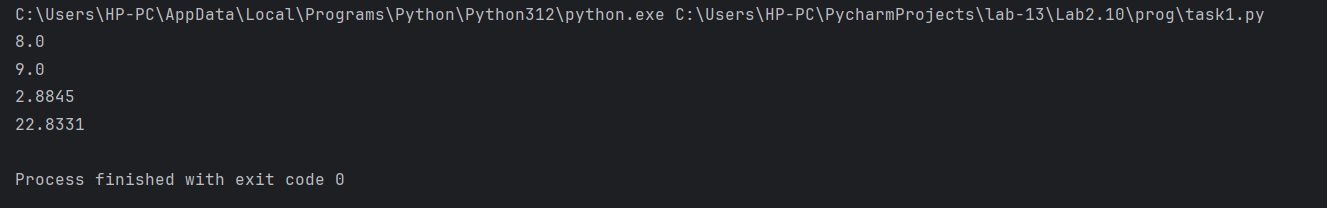 C:\Users\HP-PC\AppData\Local\Programs\Python\Python312\python.exe C:\Users\HP-PC\PycharmProjects\lab-13\Lab2.10\prog\task1.py
8.0
9.0
2.8845
22.8331
Process finished with exit code 0